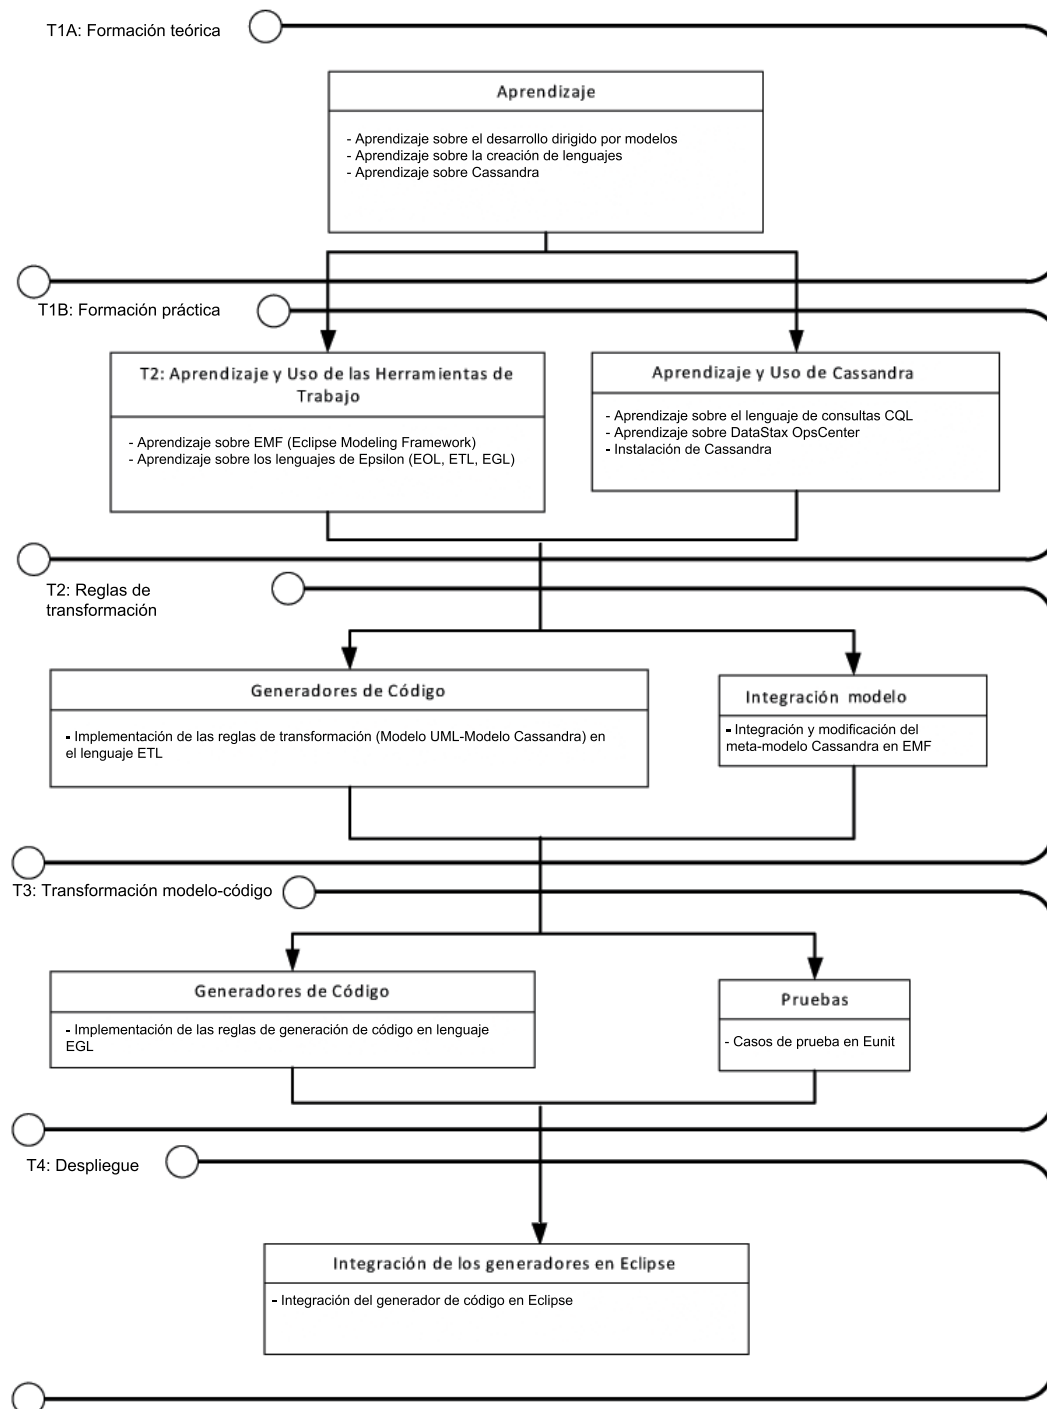 T1A: Formación teórica
Aprendizaje
- Aprendizaje sobre el desarrollo dirigido por modelos
- Aprendizaje sobre la creación de lenguajes
- Aprendizaje sobre Cassandra
T1B: Formación práctica
T2: Aprendizaje y Uso de las Herramientas de
Trabajo
- Aprendizaje sobre EMF (Eclipse Modeling Framework)
- Aprendizaje sobre los lenguajes de Epsilon (EOL, ETL, EGL)
Aprendizaje y Uso de Cassandra
- Aprendizaje sobre el lenguaje de consultas CQL
- Aprendizaje sobre DataStax OpsCenter
- Instalación de Cassandra
T2: Reglas de
transformación
Generadores de Código
- Implementación de las reglas de transformación (Modelo UML-Modelo Cassandra) en
el lenguaje ETL
Integración modelo
- Integración y modificación del
meta-modelo Cassandra en EMF
T3: Transformación modelo-código
Generadores de Código
- Implementación de las reglas de generación de código en lenguaje
EGL
Pruebas
- Casos de prueba en Eunit
T4: Despliegue
Integración de los generadores en Eclipse
- Integración del generador de código en Eclipse